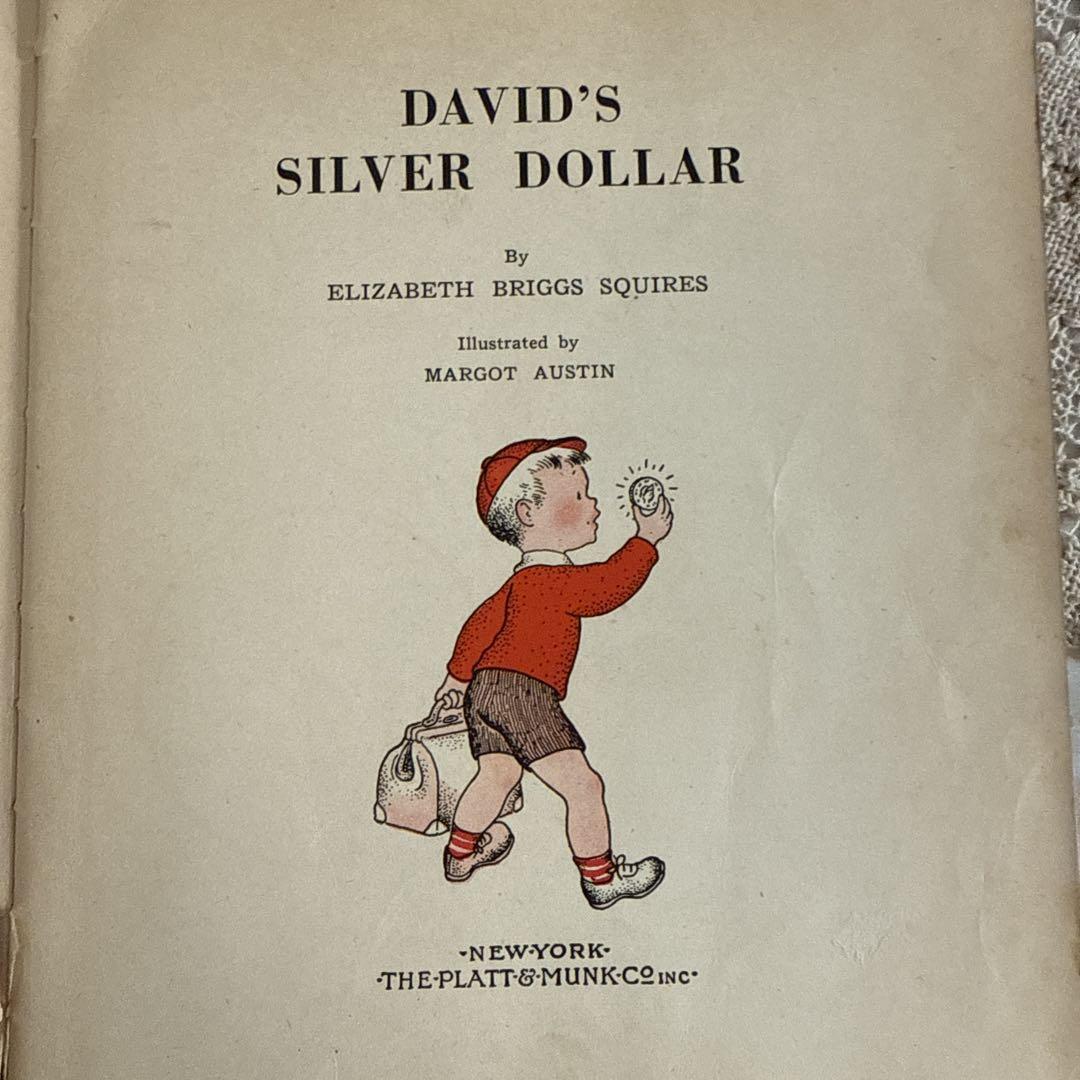 DAVID'S
SILVER DOLLAR
By
ELIZABETH BRIGGS SQUIRES
Illustrated by
MARGOT AUSTIN
·NEW·YORK·
·THE·PLATT·&·MUNK·Co INC·